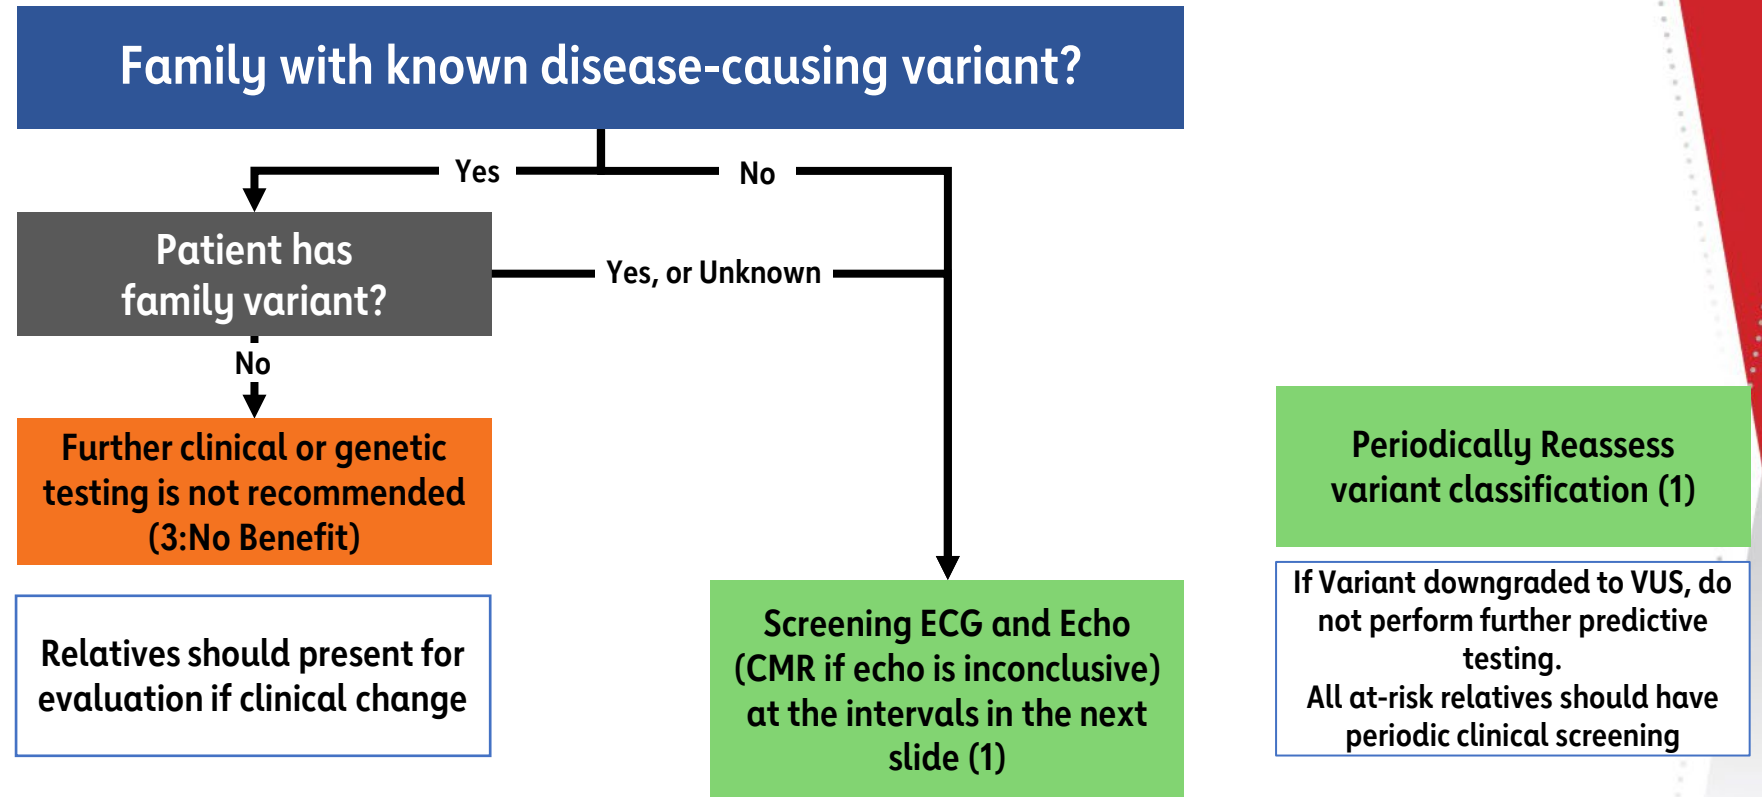 Family with known disease-causing variant?
Yes
No
Patient has
family variant?
Yes, or Unknown
No
Further clinical or genetic
testing is not recommended
(3:No Benefit)
Relatives should present for
evaluation if clinical change
Screening ECG and Echo
(CMR if echo is inconclusive)
at the intervals in the next
slide (1)
Periodically Reassess
variant classification (1)
If Variant downgraded to VUS, do
not perform further predictive
testing.
All at-risk relatives should have
periodic clinical screening